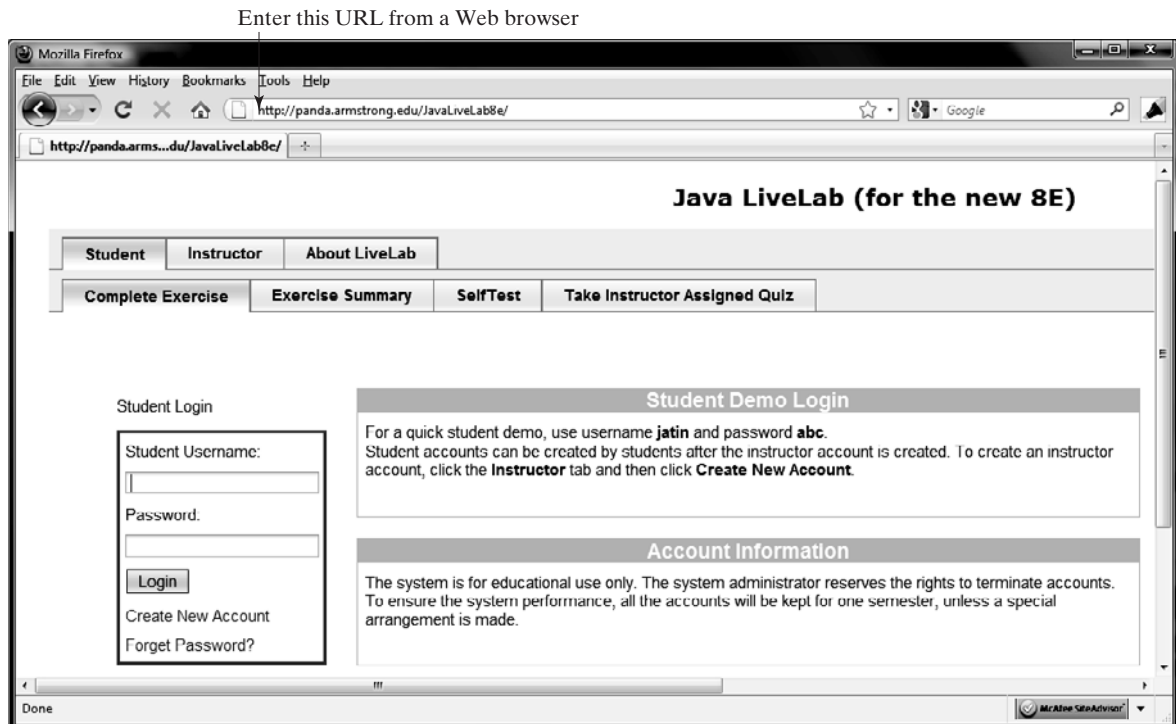 Enter this URL from a Web browser
Mozilla Firefox
File Edit View History Bookmarks Tools Help
http://panda.armstrong.edu/JavaLiveLab8e/
Google
http://panda.arms...du/JavaLiveLab8e/
Java LiveLab (for the new 8E)
Student Instructor About LiveLab
Complete Exercise Exercise Summary SelfTest Take Instructor Assigned Quiz
Student Login
Student Username:
Password:
Login
Create New Account
Forget Password?
Student Demo Login
For a quick student demo, use username jatin and password abc.
Student accounts can be created by students after the instructor account is created. To create an instructor
account, click the Instructor tab and then click Create New Account.
Account Information
The system is for educational use only. The system administrator reserves the rights to terminate accounts.
To ensure the system performance, all the accounts will be kept for one semester, unless a special
arrangement is made.
Done
McAfee SiteAdvisor